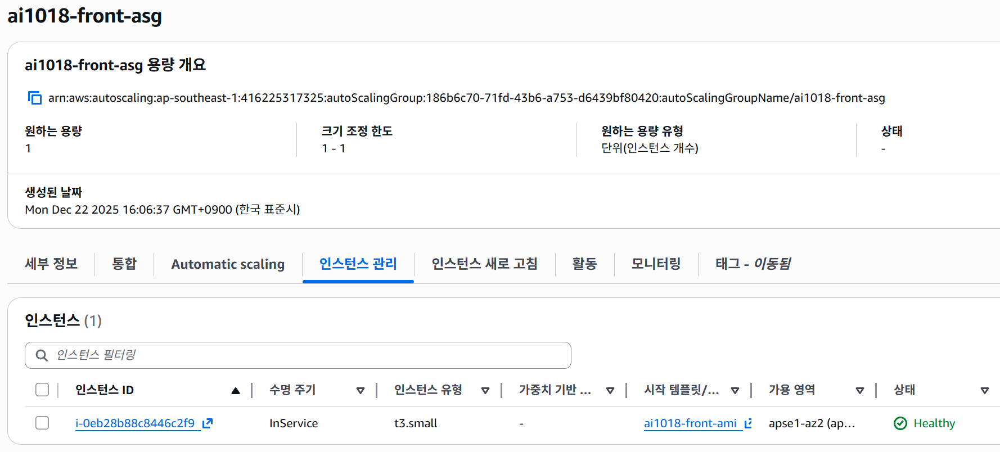 ai1018-front-asg
ai1018-front-asg 용량 개요
arn:aws:autoscaling:ap-southeast-1:416225317325:autoScalingGroup:186b6c70-71fd-43b6-a753-d6439bf80420:autoScalingGroupName/ai1018-front-asg
원하는 용량 크기 조정 한도 원하는 용량 유형 상태
1 1 - 1 단위(인스턴스 개수) -
생성된 날짜
Mon Dec 22 2025 16:06:37 GMT+0900 (한국 표준시)
세부 정보 통합 Automatic scaling 인스턴스 관리 인스턴스 새로 고침 활동 모니터링 태그 - 이동됨
인스턴스 (1)
인스턴스 필터링
인스턴스 ID 수명 주기 인스턴스 유형 가중치 기반 ... 시작 템플릿/... 가용 영역 상태
i-0eb28b88c8446c2f9 InService t3.small - ai1018-front-ami apse1-az2 (ap... Healthy